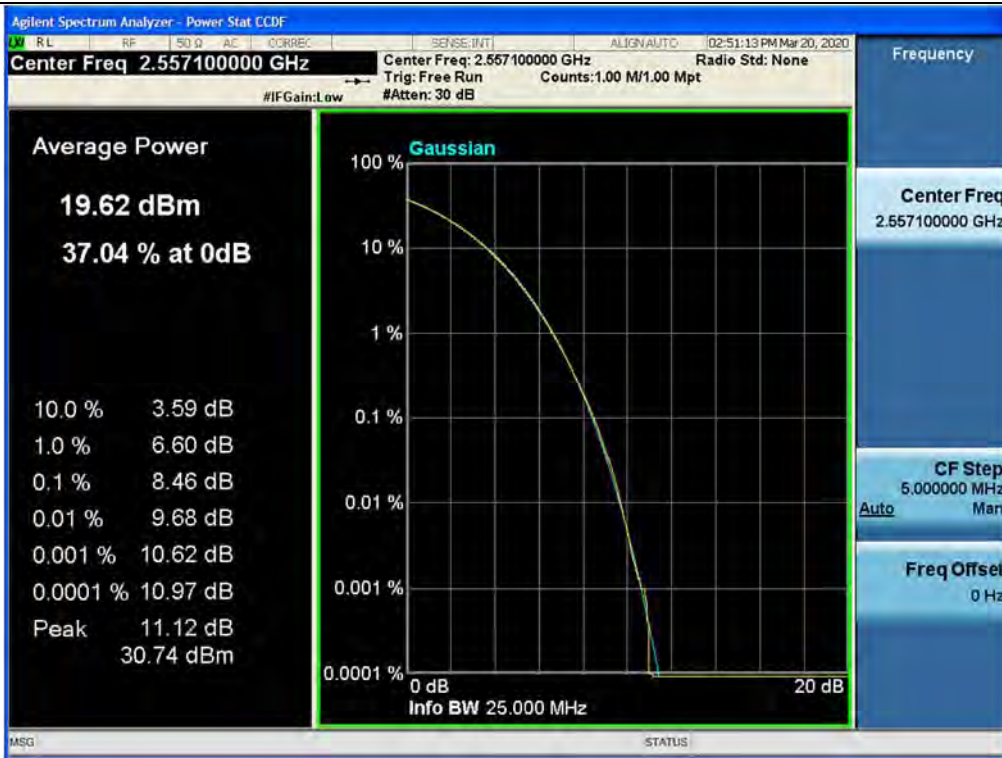 Agilent Spectrum Analyzer - Power Stat CCDF
LXI RL RF 50 Ω AC CORREC SENSE:INT ALIGN AUTO 02:51:13 PM Mar 20, 2020
Center Freq 2.557100000 GHz
Center Freq: 2.557100000 GHz Radio Std: None
Trig: Free Run Counts:1.00 M/1.00 Mpt
#IFGain:Low #Atten: 30 dB
Frequency
Average Power
19.62 dBm
37.04 % at 0dB
10.0 % 3.59 dB
1.0 % 6.60 dB
0.1 % 8.46 dB
0.01 % 9.68 dB
0.001 % 10.62 dB
0.0001 % 10.97 dB
Peak 11.12 dB
30.74 dBm
Gaussian
100 %
10 %
1 %
0.1 %
0.01 %
0.001 %
0.0001 %
0 dB 20 dB
Info BW 25.000 MHz
Center Freq
2.557100000 GHz
CF Step
5.000000 MHz
Auto Man
Freq Offset
0 Hz
MSG STATUS